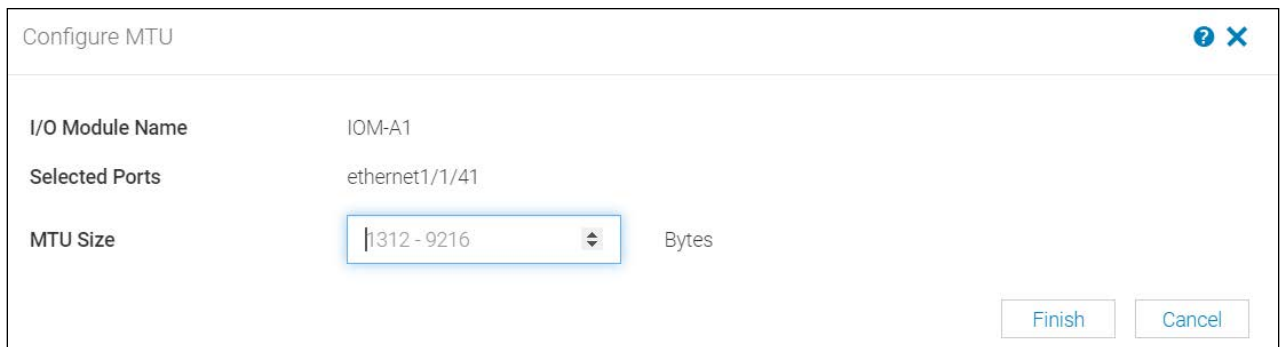 Configure MTU
I/O Module Name IOM-A1
Selected Ports ethernet1/1/41
MTU Size 1312 - 9216 Bytes
Finish Cancel